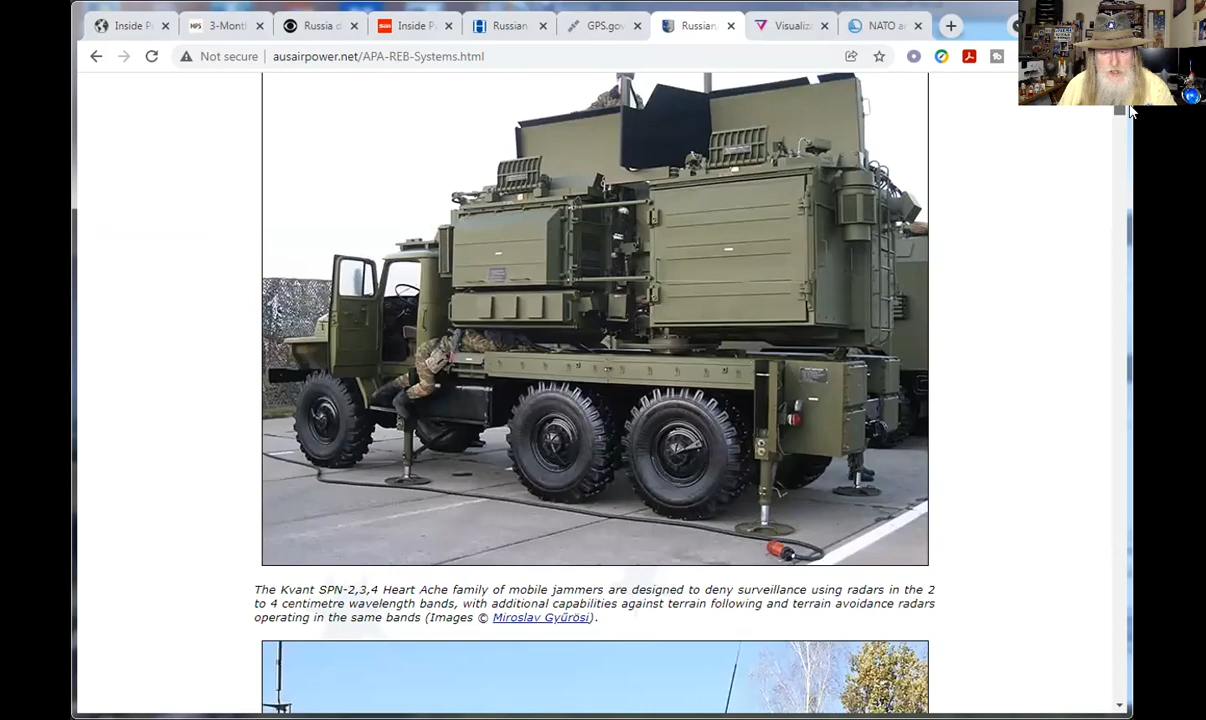 Inside P
3-Montl
Russia c
Inside P
Russian
GPS.gov
Russian
Visualiz
NATO ar
Not secure
ausairpower.net/APA-REB-Systems.html
The Kvant SPN-2,3,4 Heart Ache family of mobile jammers are designed to deny surveillance using radars in the 2
to 4 centimetre wavelength bands, with additional capabilities against terrain following and terrain avoidance radars
operating in the same bands (Images © Miroslav Gyűrösi).